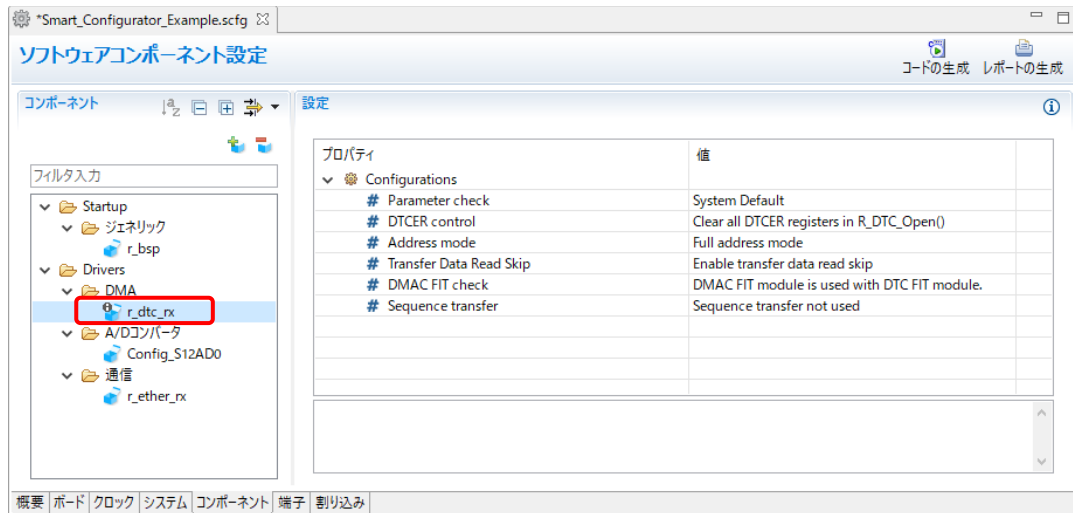 *Smart_Configurator_Example.scfg
ソフトウェアコンポーネント設定
コードの生成 レポートの生成
コンポーネント
設定
フィルタ入力
Startup
ジェネリック
r_bsp
Drivers
DMA
r_dtc_rx
A/Dコンバータ
Config_S12AD0
通信
r_ether_rx
プロパティ 値
Configurations
# Parameter check System Default
# DTCER control Clear all DTCER registers in R_DTC_Open()
# Address mode Full address mode
# Transfer Data Read Skip Enable transfer data read skip
# DMAC FIT check DMAC FIT module is used with DTC FIT module.
# Sequence transfer Sequence transfer not used
概要 ボード クロック システム コンポーネント 端子 割り込み